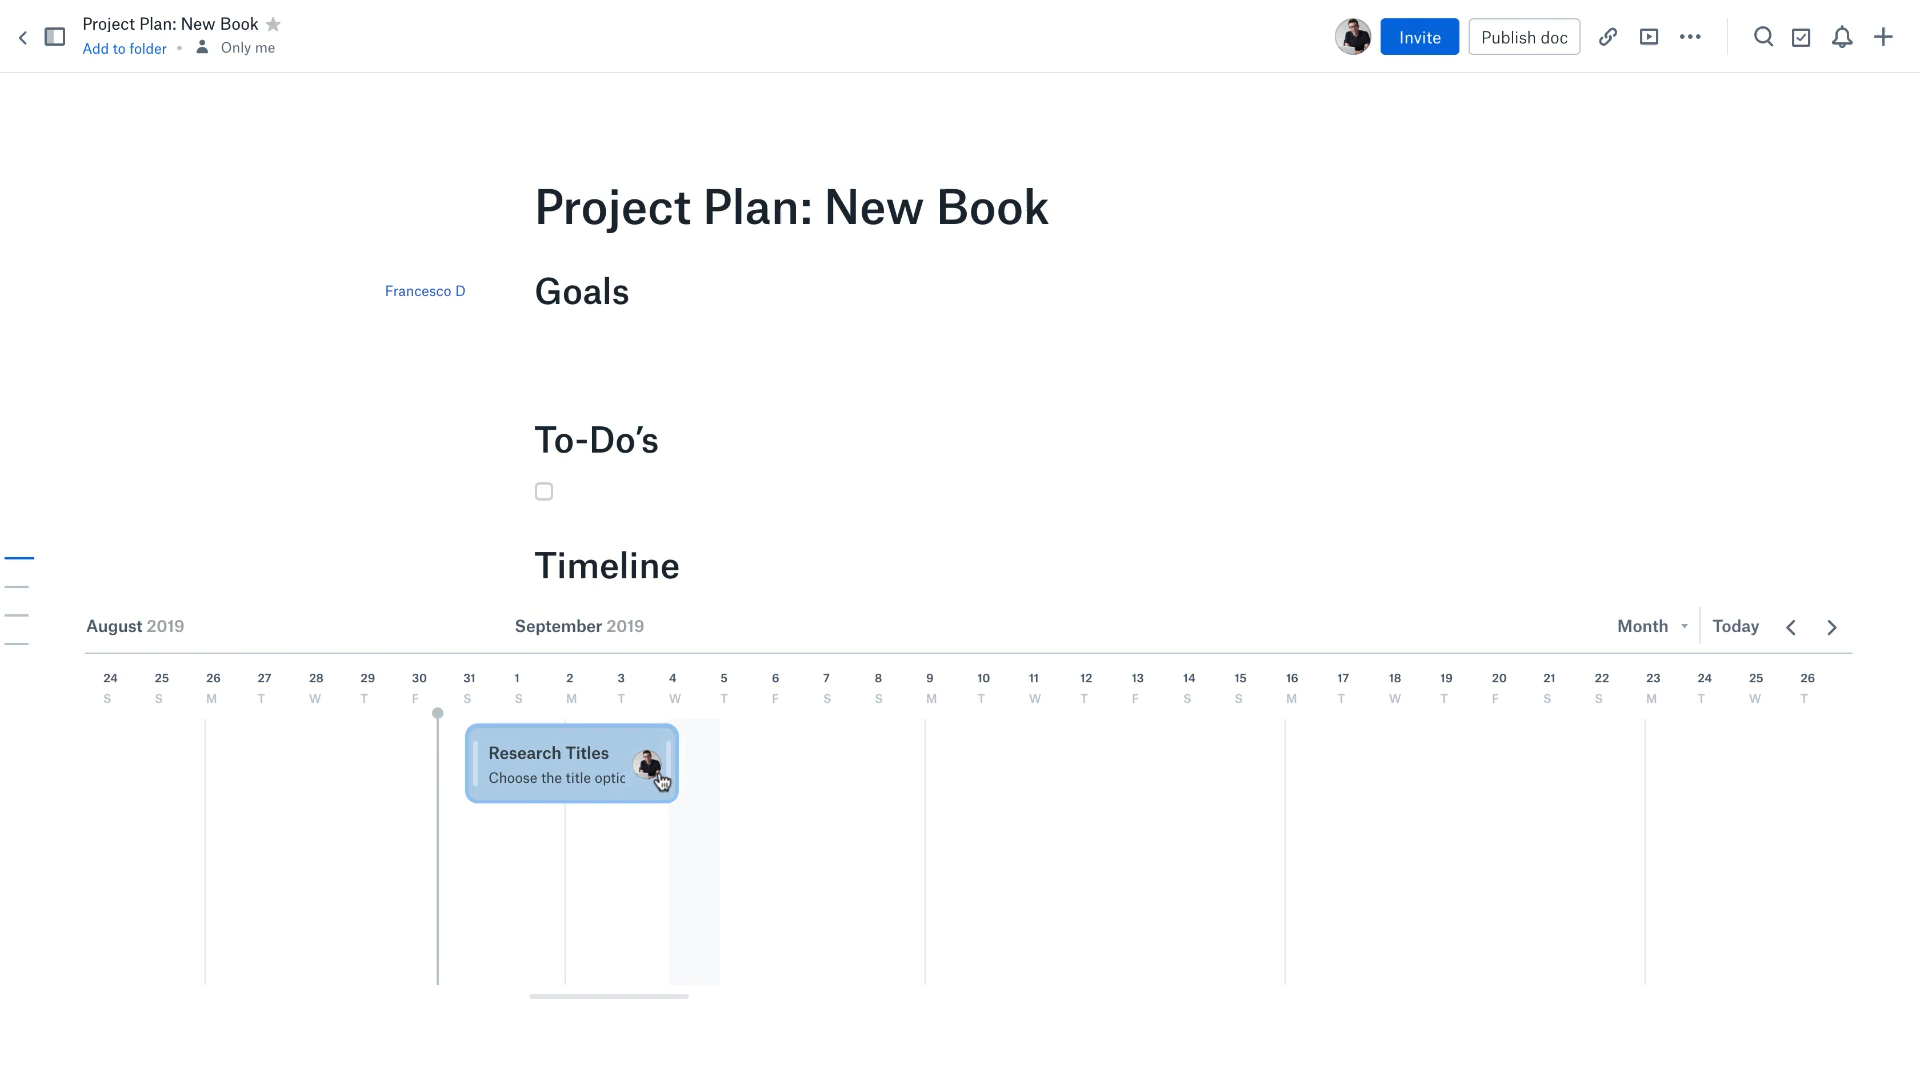 Project Plan: New Book
Add to folder • Only me
Invite
Publish doc
Project Plan: New Book
Francesco D
Goals
To-Do’s
Timeline
August 2019 September 2019 Month Today
24 25 26 27 28 29 30 31 1 2 3 4 5 6 7 8 9 10 11 12 13 14 15 16 17 18 19 20 21 22 23 24 25 26
S S M T W T F S S M T W T F S S M T W T F S S M T W T F S S M T W T
Research Titles
Choose the title optic